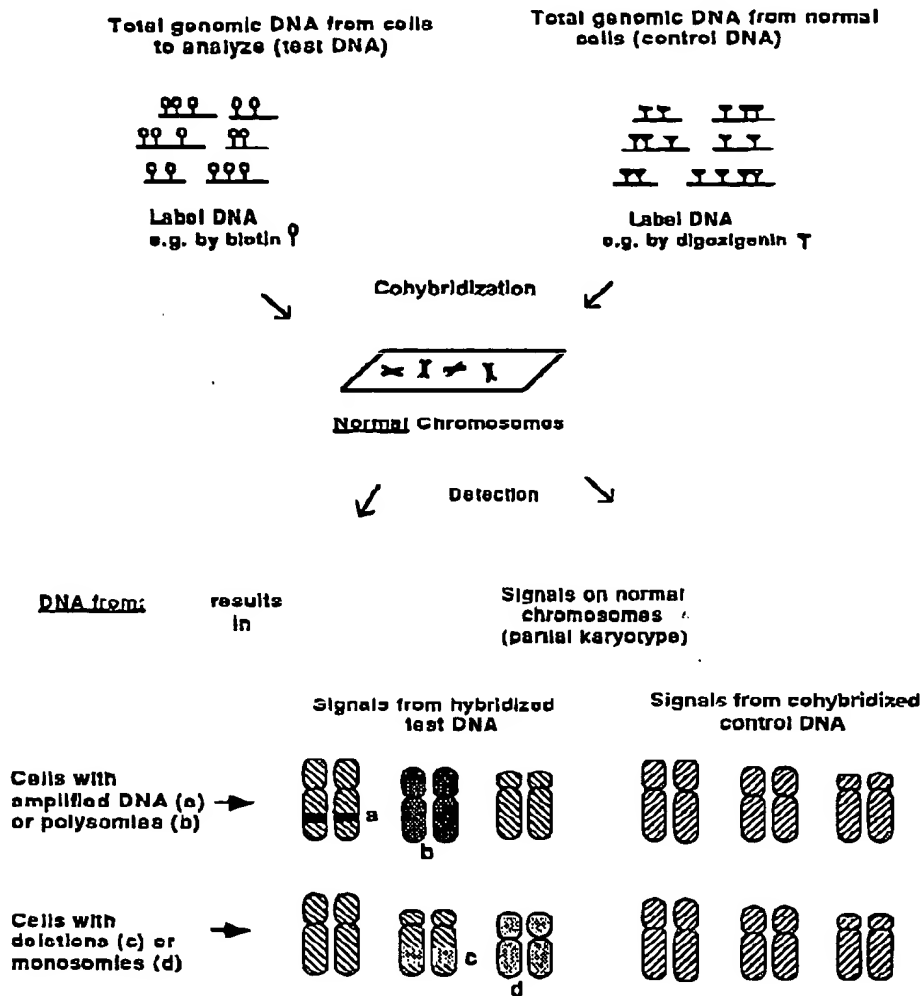 Total genomic DNA from cells
to analyze (test DNA)
Total genomic DNA from normal
cells (control DNA)
Label DNA
e.g. by biotin
Label DNA
e.g. by digoxigenin
Cohybridization
Normal Chromosomes
Detection
DNA from:
results
in
Signals on normal
chromosomes
(partial karyotype)
Signals from hybridized
test DNA
Signals from cohybridized
control DNA
Cells with
amplified DNA (a)
or polysomies (b)
a
b
Cells with
deletions (c) or
monosomies (d)
c
d